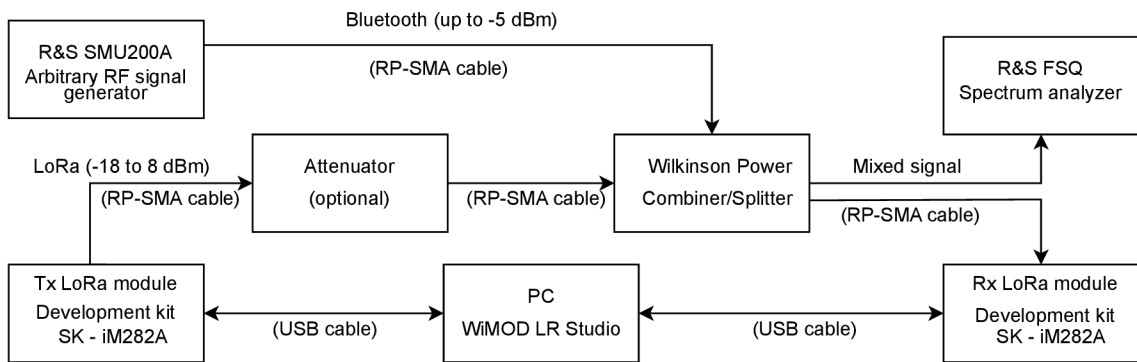 Bluetooth (up to -5 dBm)
(RP-SMA cable)
R&S SMU200A
Arbitrary RF signal
generator
R&S FSQ
Spectrum analyzer
LoRa (-18 to 8 dBm)
(RP-SMA cable)
Attenuator
(optional)
(RP-SMA cable)
Wilkinson Power
Combiner/Splitter
Mixed signal
(RP-SMA cable)
Tx LoRa module
Development kit
SK - iM282A
(USB cable)
PC
WiMOD LR Studio
(USB cable)
Rx LoRa module
Development kit
SK - iM282A